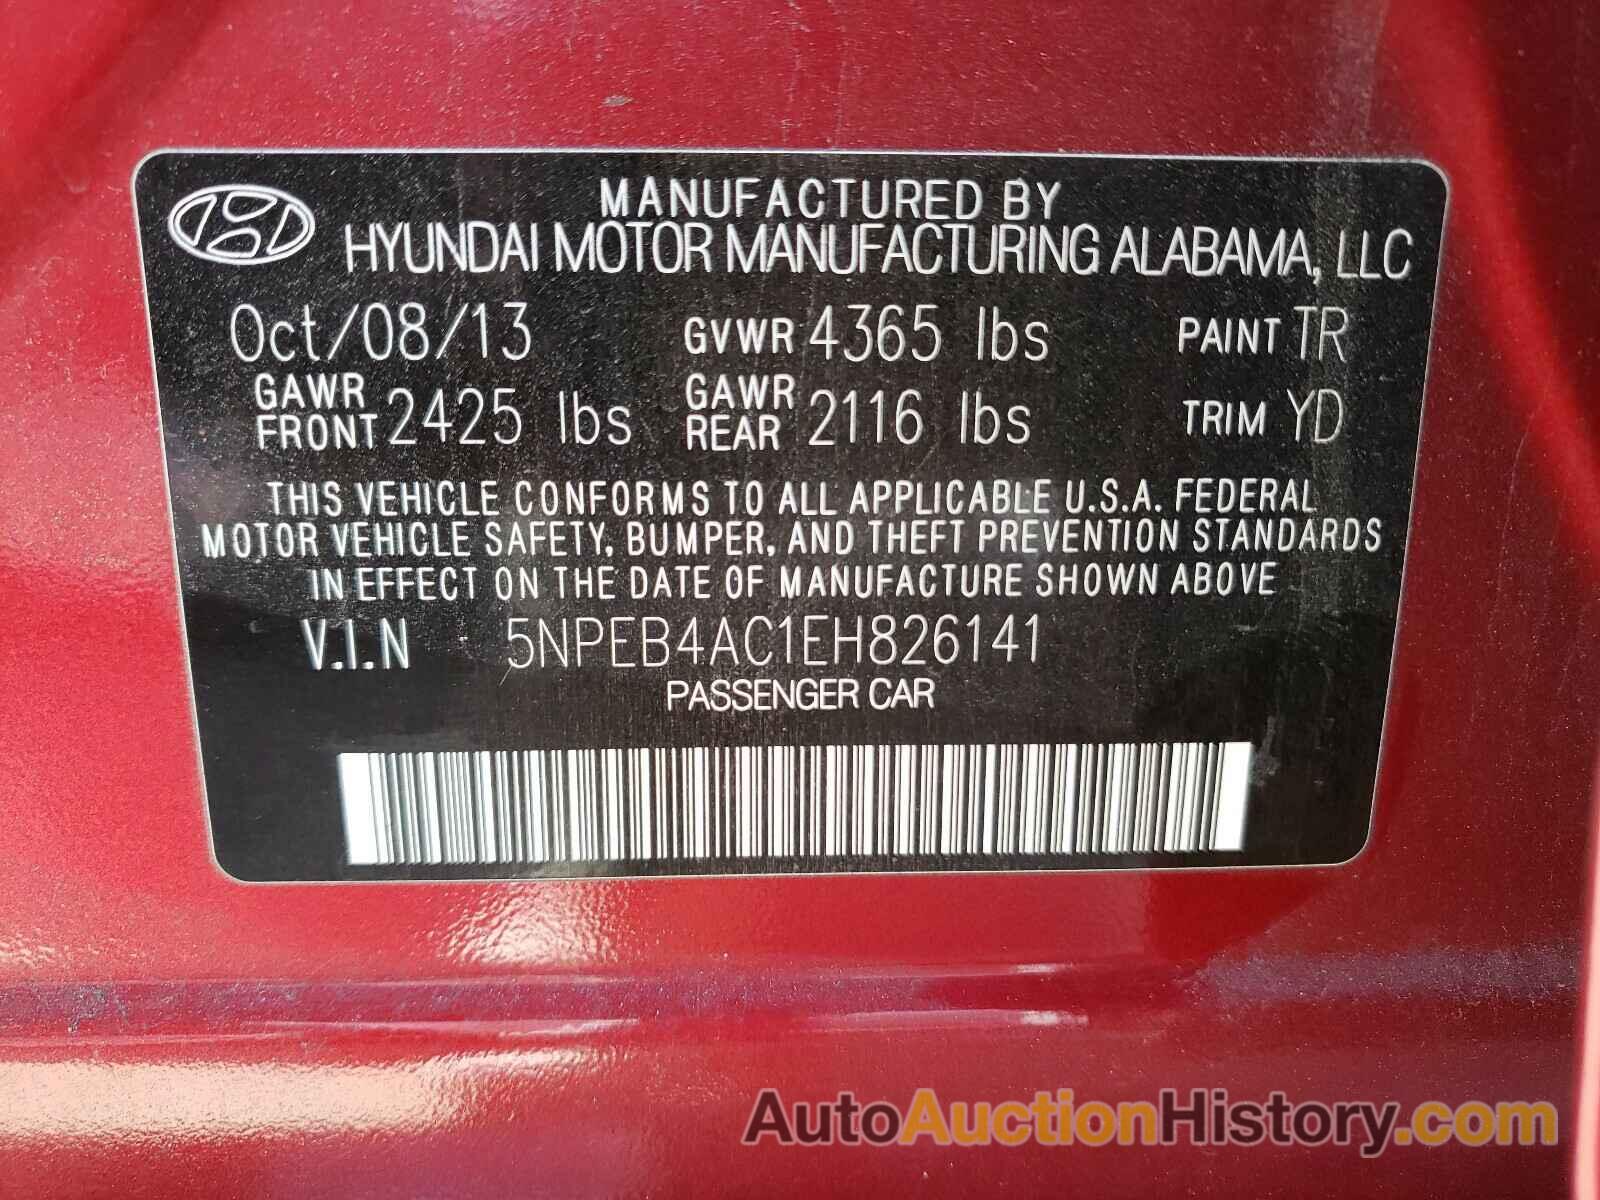 MANUFACTURED BY
HYUNDAI MOTOR MANUFACTURING ALABAMA, LLC
Oct/08/13 GVWR 4365 lbs PAINT TR
GAWR FRONT 2425 lbs GAWR REAR 2116 lbs TRIM YD
THIS VEHICLE CONFORMS TO ALL APPLICABLE U.S.A. FEDERAL
MOTOR VEHICLE SAFETY, BUMPER, AND THEFT PREVENTION STANDARDS
IN EFFECT ON THE DATE OF MANUFACTURE SHOWN ABOVE
V.I.N 5NPEB4AC1EH826141
PASSENGER CAR
AutoAuctionHistory.com